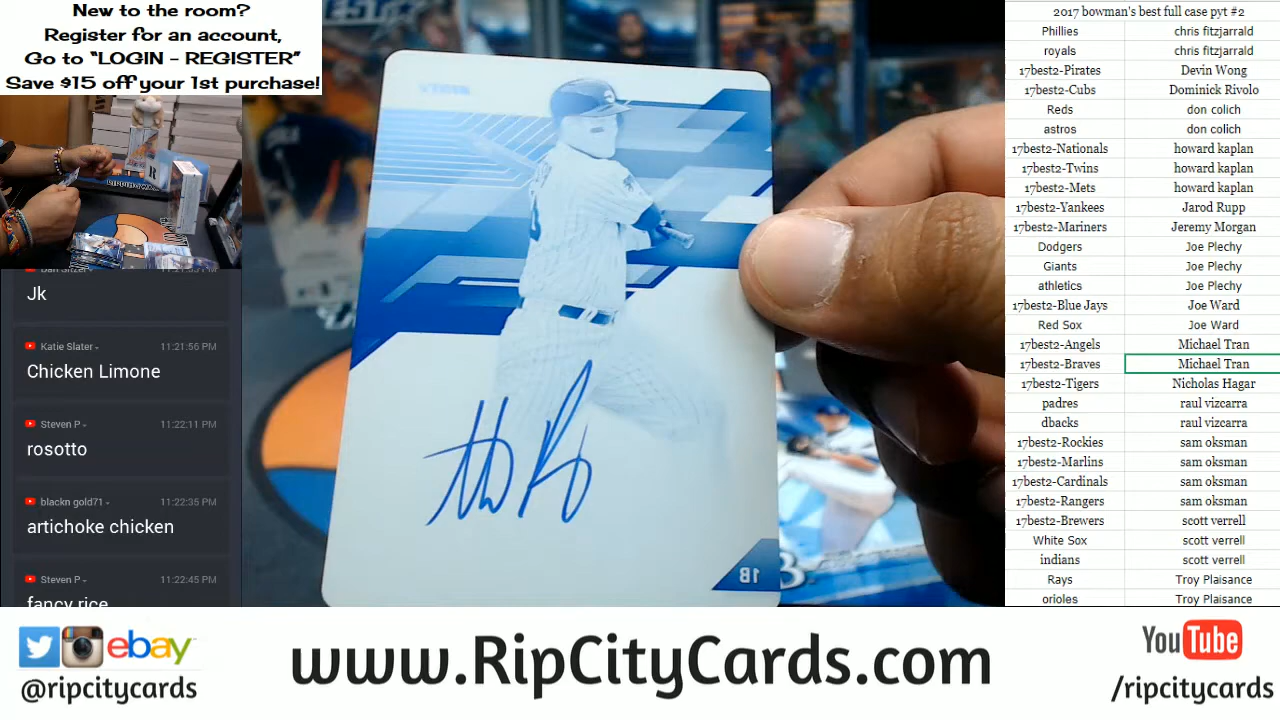 New to the room?
Register for an account,
Go to “LOGIN - REGISTER”
Save $15 off your 1st purchase!
Jk
Katie Slater 11:21:56 PM
Chicken Limone
Steven P 11:22:11 PM
rosotto
blackn gold71 11:22:35 PM
artichoke chicken
Steven P 11:22:45 PM
fancy rice
1B
2017 bowman's best full case pyt #2
Phillies chris fitzjarrald
royals chris fitzjarrald
17best2-Pirates Devin Wong
17best2-Cubs Dominick Rivolo
Reds don colich
astros don colich
17best2-Nationals howard kaplan
17best2-Twins howard kaplan
17best2-Mets howard kaplan
17best2-Yankees Jarod Rupp
17best2-Mariners Jeremy Morgan
Dodgers Joe Plechy
Giants Joe Plechy
athletics Joe Plechy
17best2-Blue Jays Joe Ward
Red Sox Joe Ward
17best2-Angels Michael Tran
17best2-Braves Michael Tran
17best2-Tigers Nicholas Hagar
padres raul vizcarra
dbacks raul vizcarra
17best2-Rockies sam oksman
17best2-Marlins sam oksman
17best2-Cardinals sam oksman
17best2-Rangers sam oksman
17best2-Brewers scott verrell
White Sox scott verrell
indians scott verrell
Rays Troy Plaisance
orioles Troy Plaisance
ebay
@ripcitycards
www.RipCityCards.com
YouTube
/ripcitycards